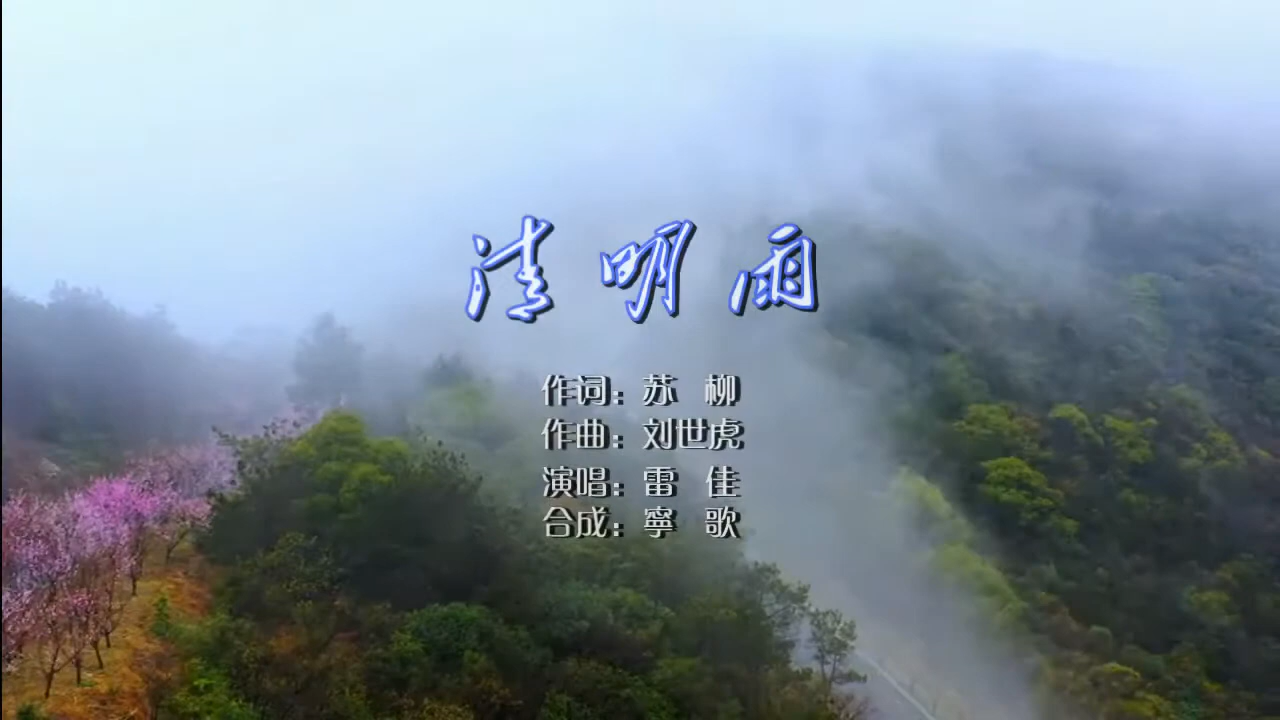 清明雨
作词：苏 柳
作曲：刘世虎
演唱：雷 佳
合成：寧 歌